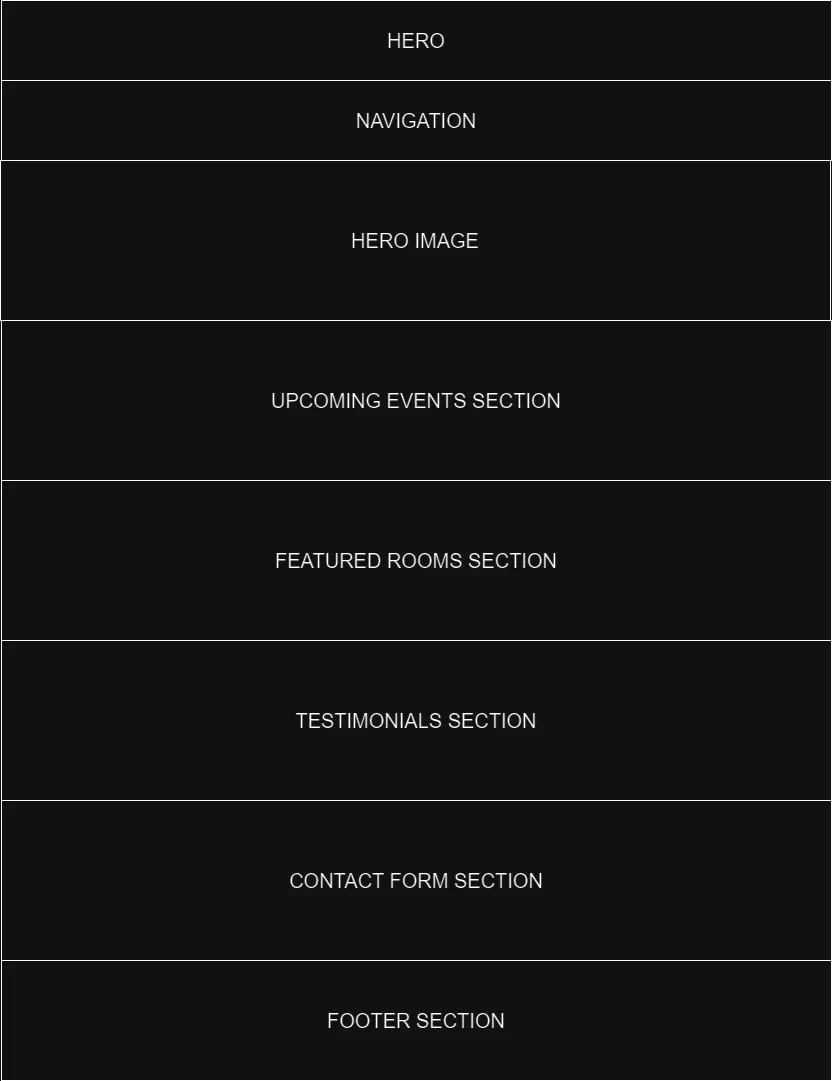 HERO
NAVIGATION
HERO IMAGE
UPCOMING EVENTS SECTION
FEATURED ROOMS SECTION
TESTIMONIALS SECTION
CONTACT FORM SECTION
FOOTER SECTION